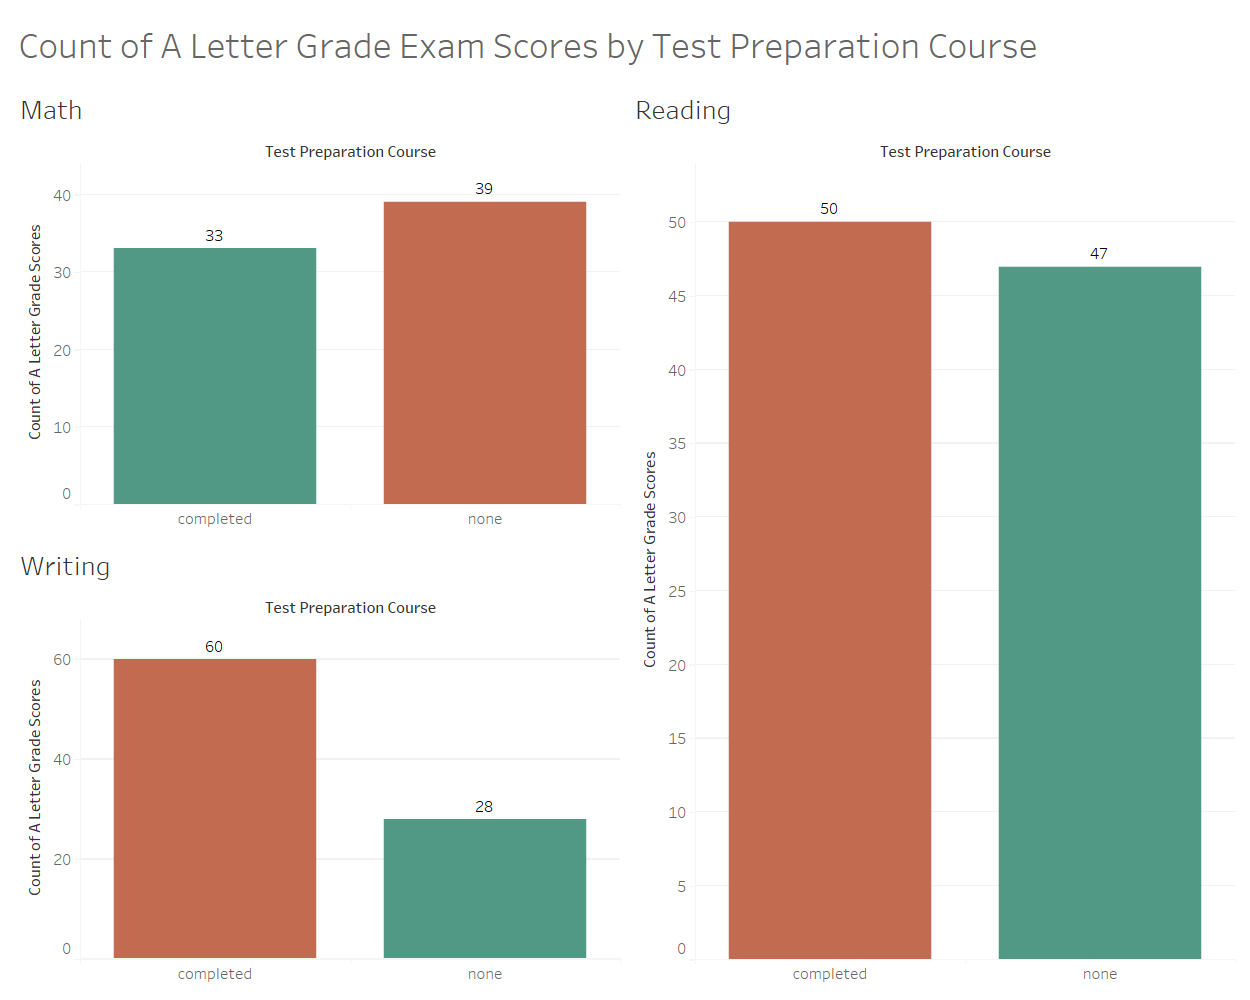 Count of A Letter Grade Exam Scores by Test Preparation Course
Math
Test Preparation Course
Count of A Letter Grade Scores
40
30
20
10
0
33
39
completed
none
Writing
Test Preparation Course
Count of A Letter Grade Scores
60
40
20
0
60
28
completed
none
Reading
Test Preparation Course
Count of A Letter Grade Scores
50
45
40
35
30
25
20
15
10
5
0
50
47
completed
none